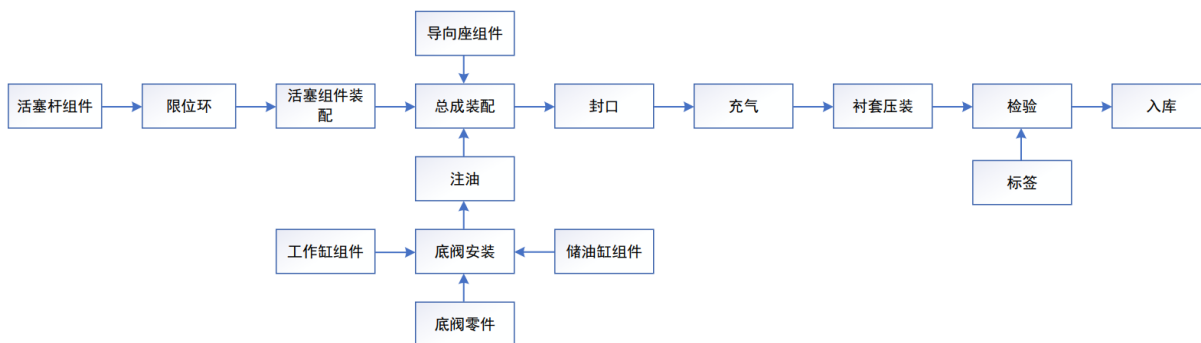 导向座组件
活塞杆组件
限位环
活塞组件装
配
总成装配
封口
充气
衬套压装
检验
入库
注油
标签
工作缸组件
底阀安装
储油缸组件
底阀零件